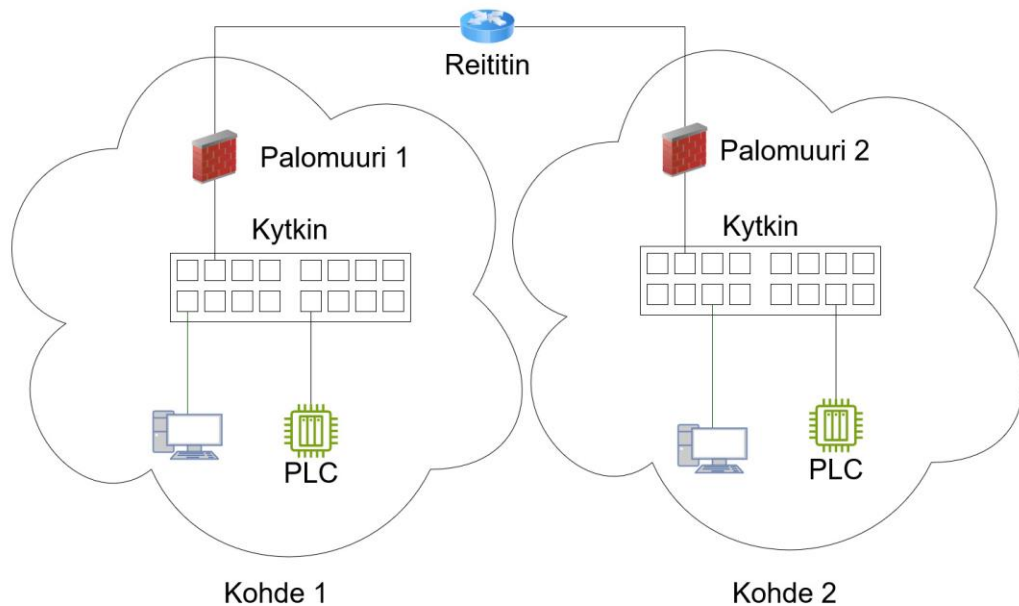 Reititin
Palomuuri 1
Palomuuri 2
Kytkin
Kytkin
PLC
PLC
Kohde 1
Kohde 2